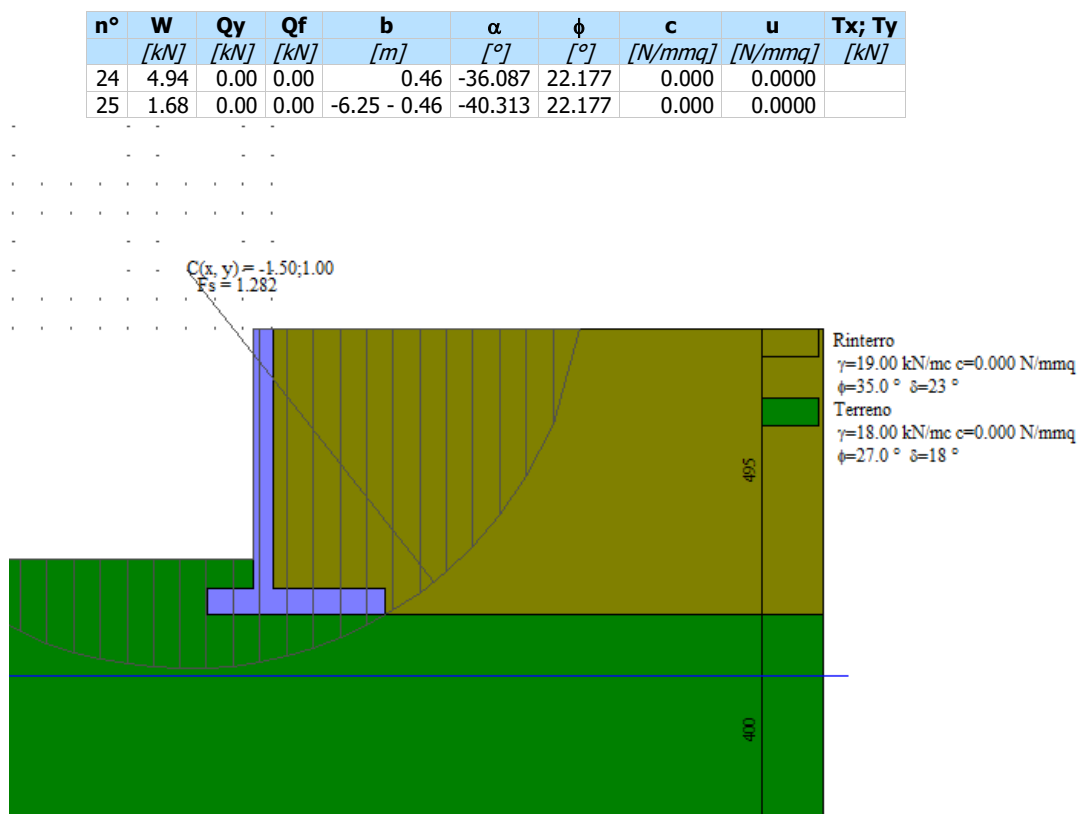 n° W Qy Qf b α ϕ c u Tx; Ty
[kN] [kN] [kN] [m] [°] [°] [N/mmq] [N/mmq] [kN]
24 4.94 0.00 0.00 0.46 -36.087 22.177 0.000 0.0000
25 1.68 0.00 0.00 -6.25 - 0.46 -40.313 22.177 0.000 0.0000
C(x, y) = -1.50;1.00
Fs = 1.282
Rinterro
γ=19.00 kN/mc c=0.000 N/mmq
ϕ=35.0 ° δ=23 °
Terreno
γ=18.00 kN/mc c=0.000 N/mmq
ϕ=27.0 ° δ=18 °
495
400